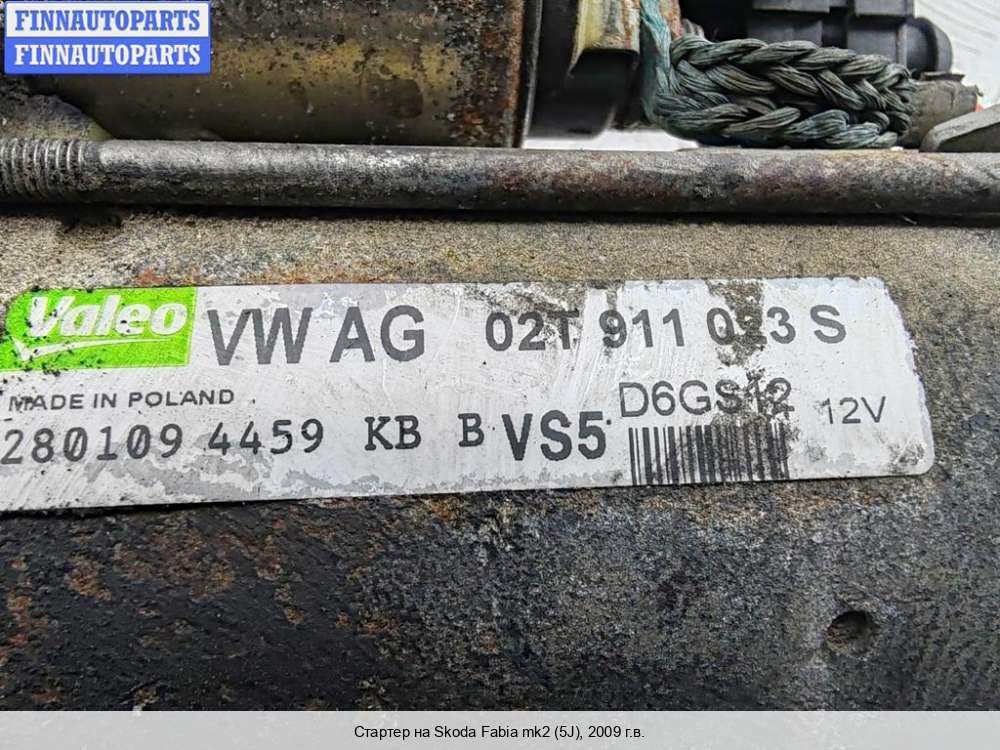 FINNAUTOPARTS
FINNAUTOPARTS
Valeo VW AG 02T 911 023 S
MADE IN POLAND D6GS12 12V
280109 4459 KB B VS5
Стартер на Skoda Fabia mk2 (5J), 2009 г.в.